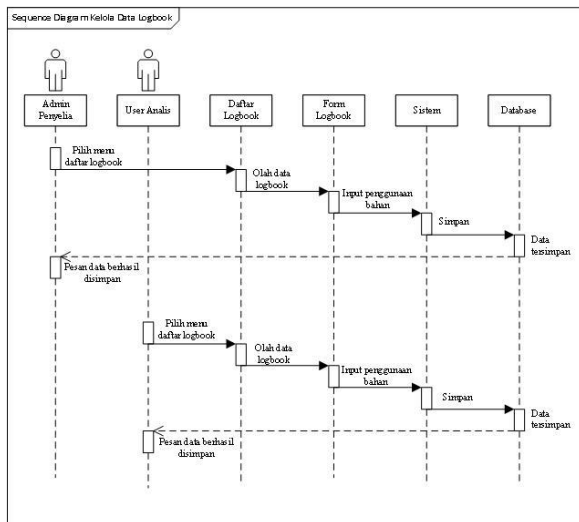 Sequence Diagram Kelola Data Logbook
Admin
Penyelia
User Analis
Daftar
Logbook
Form
Logbook
Sistem
Database
Pilih menu
daftar logbook
Olah data
logbook
Input penggunaan
bahan
Simpan
Data
tersimpan
Pesan data berhasil
disimpan
Pilih menu
daftar logbook
Olah data
logbook
Input penggunaan
bahan
Simpan
Data
tersimpan
Pesan data berhasil
disimpan